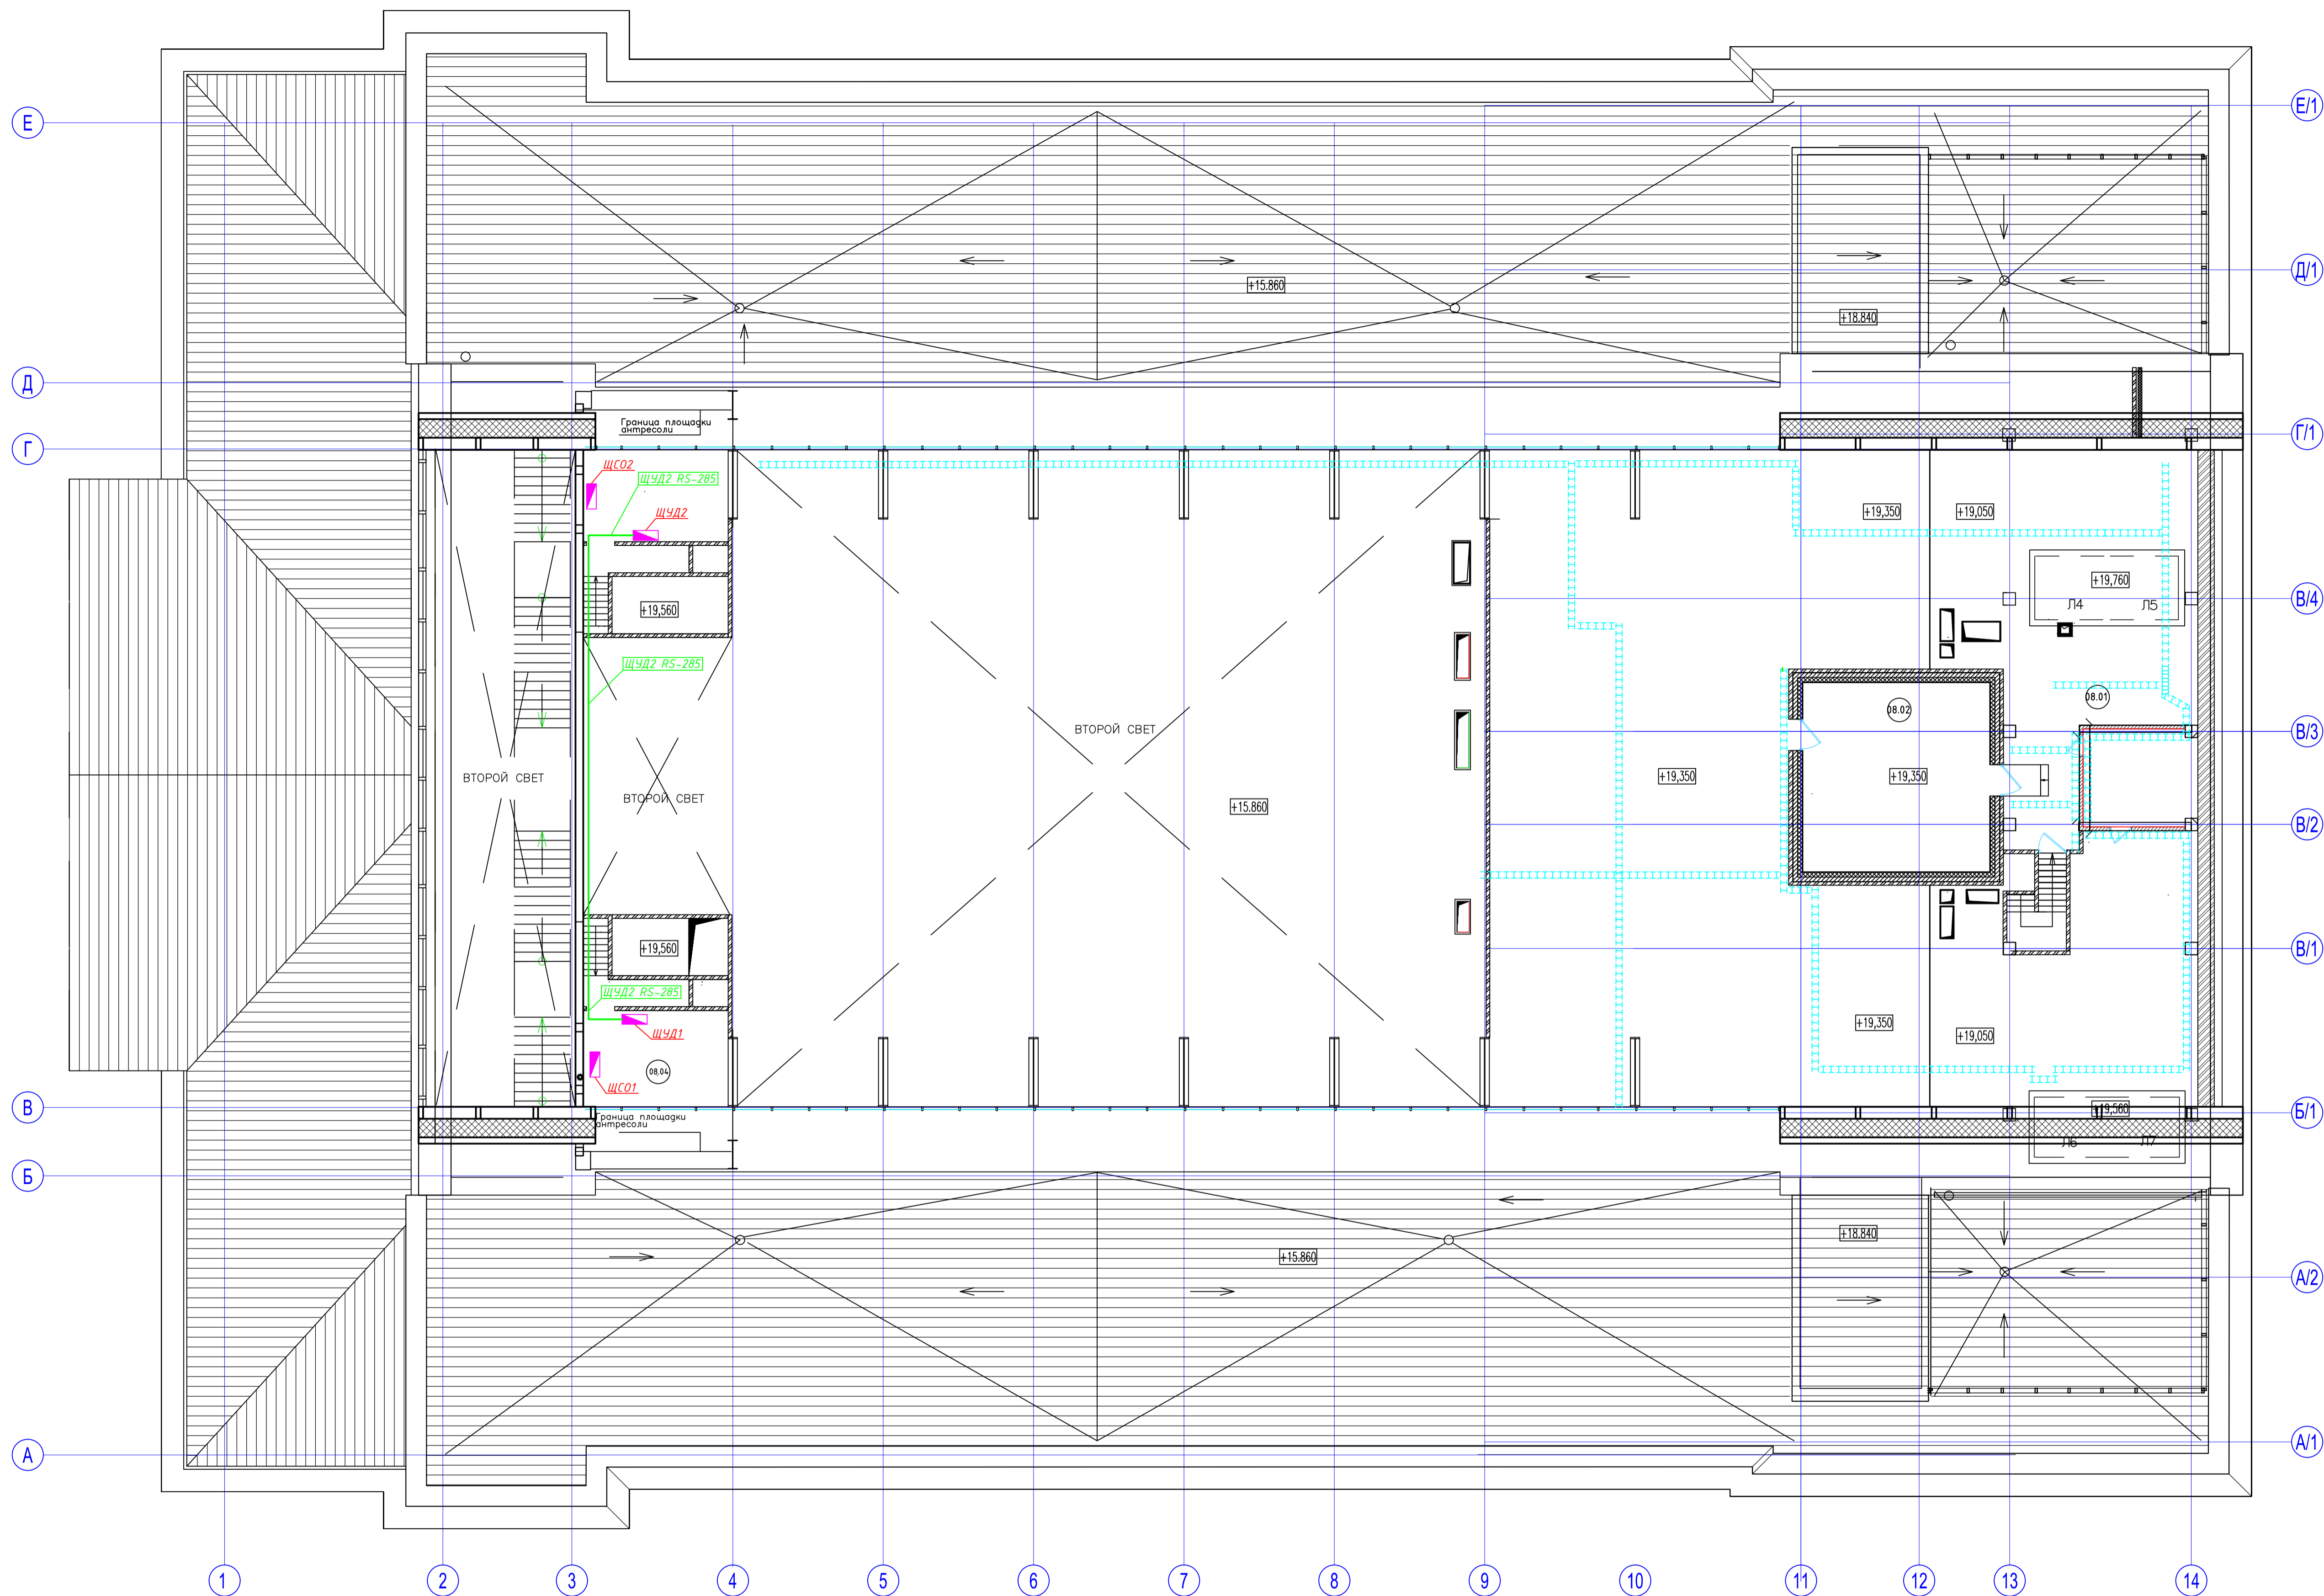 Е
Е/1
Д/1
+15.860
+18.840
Д
Граница площадки
антресоли
Г
Г/1
ЩСО2
ЩУД2 RS-285
ЩУД2
+19,350
+19,050
+19,560
+19,760
Л4
Л5
В/4
ЩУД2 RS-285
08.01
08.02
ВТОРОЙ СВЕТ
В/3
ВТОРОЙ СВЕТ
ВТОРОЙ СВЕТ
+15.860
+19,350
+19,350
В/2
+19,560
В/1
ЩУД2 RS-285
ЩУД1
+19,350
+19,050
08.04
ЩСО1
В
Граница площадки
антресоли
+19,560
Б/1
Л6
Л7
Б
+15.860
+18.840
А/2
А
А/1
1
2
3
4
5
6
7
8
9
10
11
12
13
14